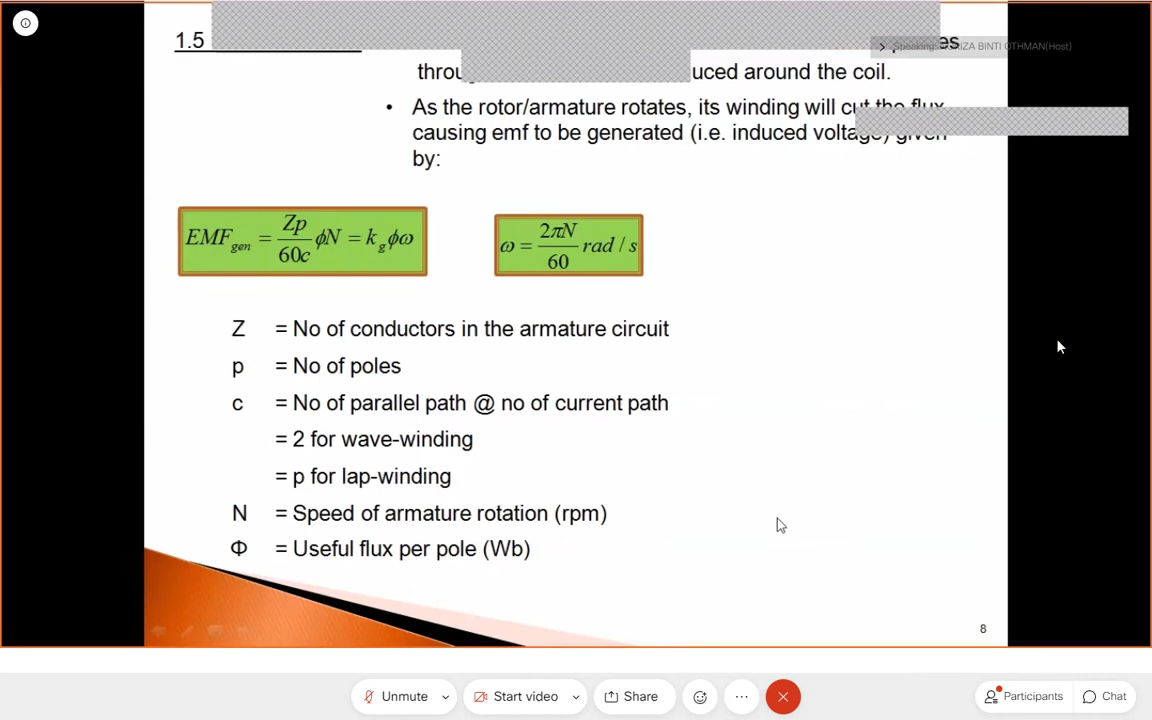 1.5
es
Speaking: IZA BINTI OTHMAN(Host)
throu uced around the coil.
• As the rotor/armature rotates, its winding will cut the flux
causing emf to be generated (i.e. induced voltage) given
by:
EMF_gen = Zp/60c ϕN = k_g ϕω
ω = 2πN/60 rad / s
Z = No of conductors in the armature circuit
p = No of poles
c = No of parallel path @ no of current path
= 2 for wave-winding
= p for lap-winding
N = Speed of armature rotation (rpm)
Φ = Useful flux per pole (Wb)
8
Unmute Start video Share ... Participants Chat